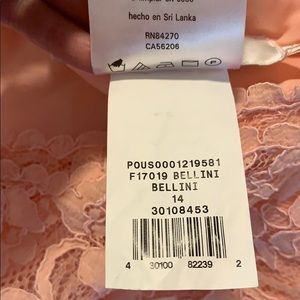 hecho en Sri Lanka
RN84270
CA56206
POUS0001219581
F17019 BELLINI
BELLINI
14
30108453
4 30100 82239 2